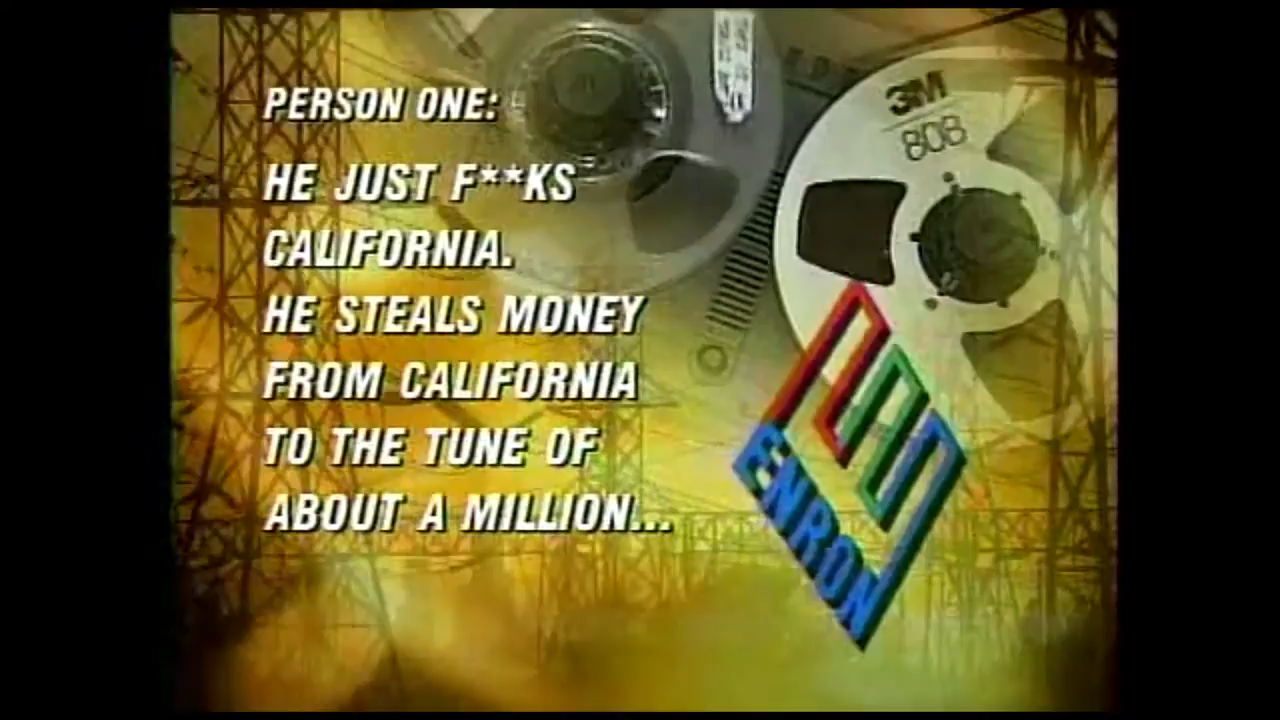 PERSON ONE:
HE JUST F**KS
CALIFORNIA.
HE STEALS MONEY
FROM CALIFORNIA
TO THE TUNE OF
ABOUT A MILLION...
3M
808
ENRON